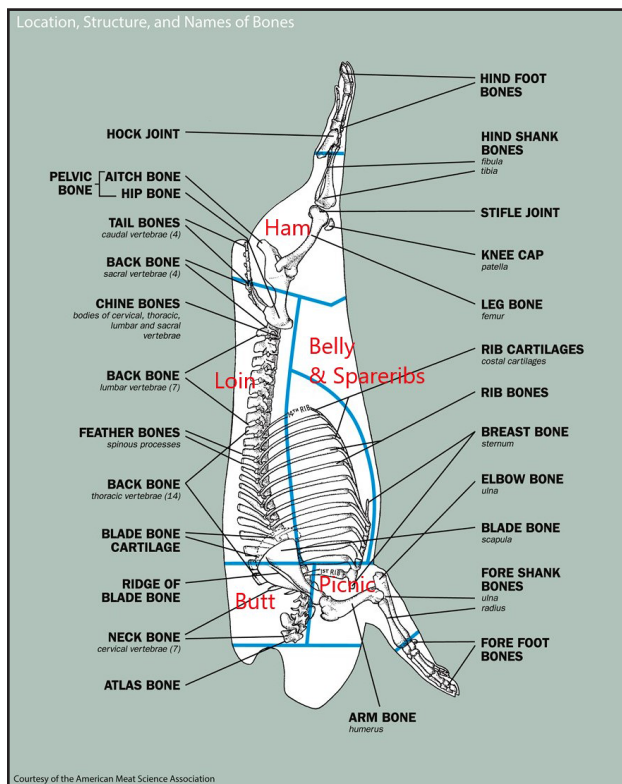 Location, Structure, and Names of Bones
HOCK JOINT
PELVIC
BONE
AITCH BONE
HIP BONE
TAIL BONES
caudal vertebrae (4)
BACK BONE
sacral vertebrae (4)
CHINE BONES
bodies of cervical, thoracic,
lumbar and sacral
vertebrae
BACK BONE
lumbar vertebrae (7)
FEATHER BONES
spinous processes
BACK BONE
thoracic vertebrae (14)
BLADE BONE
CARTILAGE
RIDGE OF
BLADE BONE
NECK BONE
cervical vertebrae (7)
ATLAS BONE
Ham
Loin
Belly
& Spareribs
14TH RIB
1ST RIB
Picnic
Butt
HIND FOOT
BONES
HIND SHANK
BONES
fibula
tibia
STIFLE JOINT
KNEE CAP
patella
LEG BONE
femur
RIB CARTILAGES
costal cartilages
RIB BONES
BREAST BONE
sternum
ELBOW BONE
ulna
BLADE BONE
scapula
FORE SHANK
BONES
ulna
radius
FORE FOOT
BONES
ARM BONE
humerus
Courtesy of the American Meat Science Association